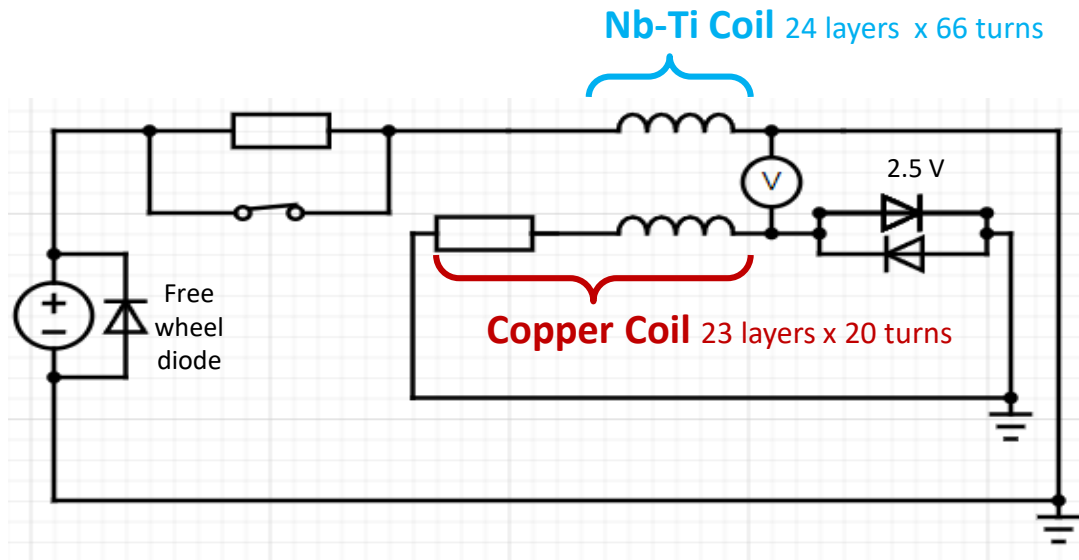 Nb-Ti Coil 24 layers x 66 turns
V
2.5 V
+
−
Free
wheel
diode
Copper Coil 23 layers x 20 turns